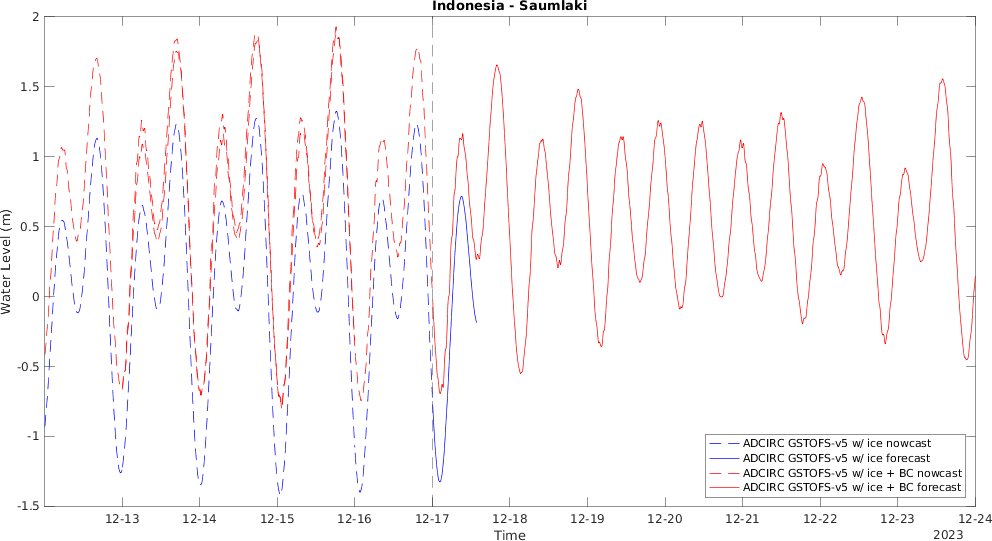 Indonesia - Saumlaki
2
1.5
1
0.5
0
-0.5
-1
-1.5
Water Level (m)
12-13 12-14 12-15 12-16 12-17 12-18 12-19 12-20 12-21 12-22 12-23 12-24
Time
2023
ADCIRC GSTOFS-v5 w/ ice nowcast
ADCIRC GSTOFS-v5 w/ ice forecast
ADCIRC GSTOFS-v5 w/ ice + BC nowcast
ADCIRC GSTOFS-v5 w/ ice + BC forecast